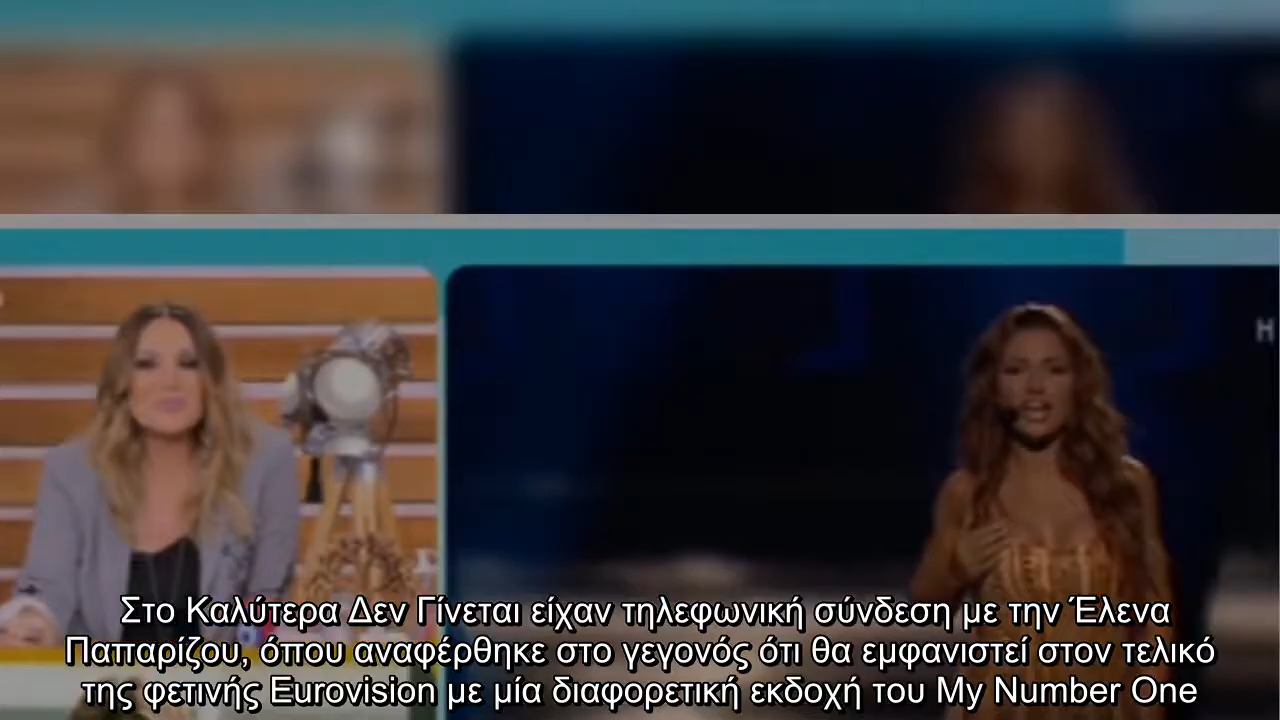 H
Στο Καλύτερα Δεν Γίνεται είχαν τηλεφωνική σύνδεση με την Έλενα
Παπαρίζου, όπου αναφέρθηκε στο γεγονός ότι θα εμφανιστεί στον τελικό
της φετινής Eurovision με μία διαφορετική εκδοχή του My Number One